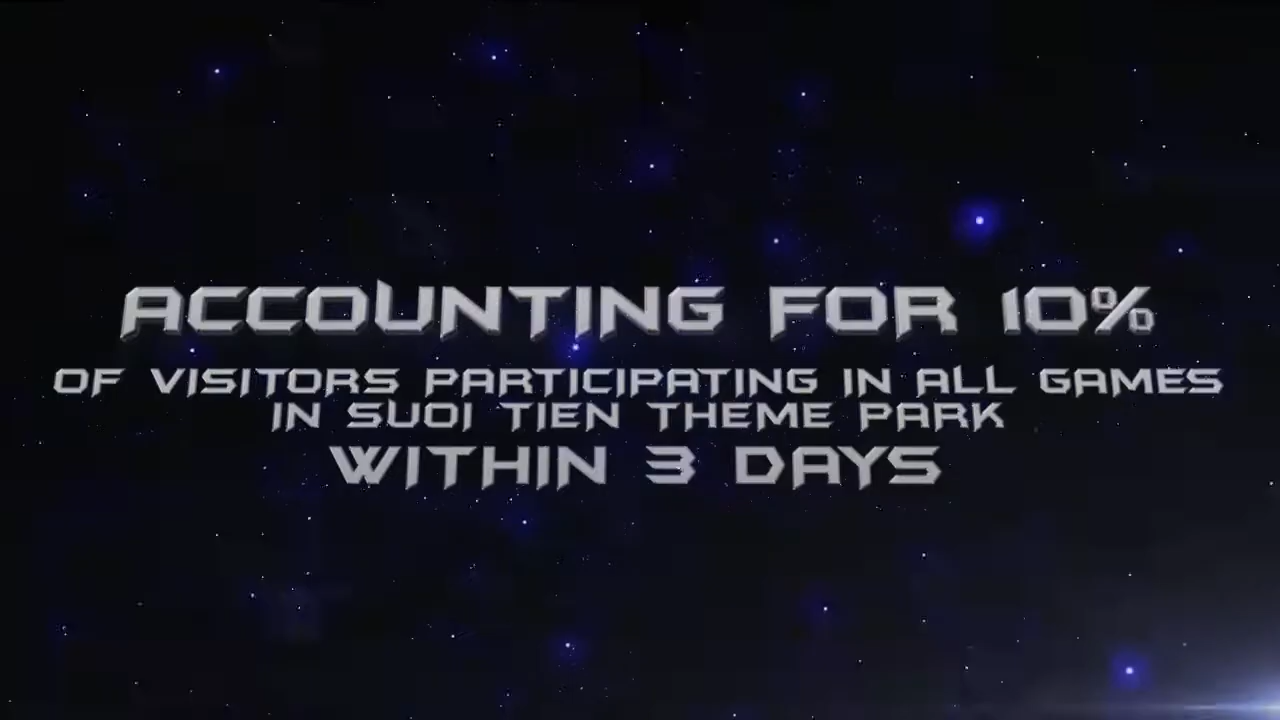 ACCOUNTING FOR 10%
OF VISITORS PARTICIPATING IN ALL GAMES
IN SUOI TIEN THEME PARK
WITHIN 3 DAYS